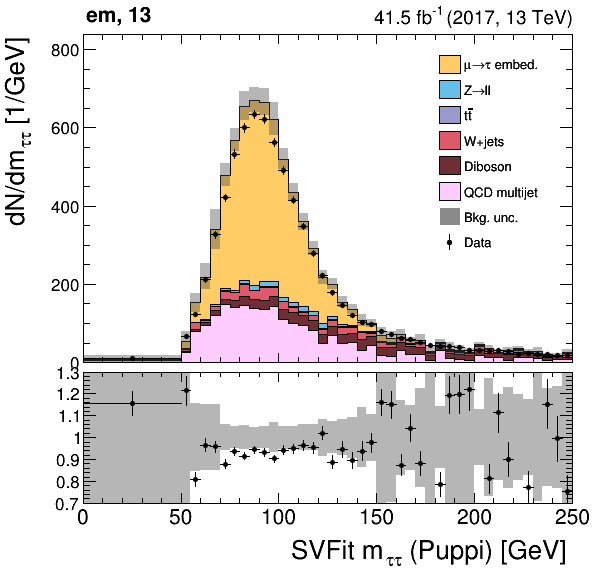 em, 13
41.5 fb⁻¹ (2017, 13 TeV)
dN/dm_ττ [1/GeV]
800
600
400
200
0
μ→τ embed.
Z→ll
tt̄
W+jets
Diboson
QCD multijet
Bkg. unc.
Data
1.3
1.2
1.1
1
0.9
0.8
0.7
0 50 100 150 200 250
SVFit m_ττ (Puppi) [GeV]